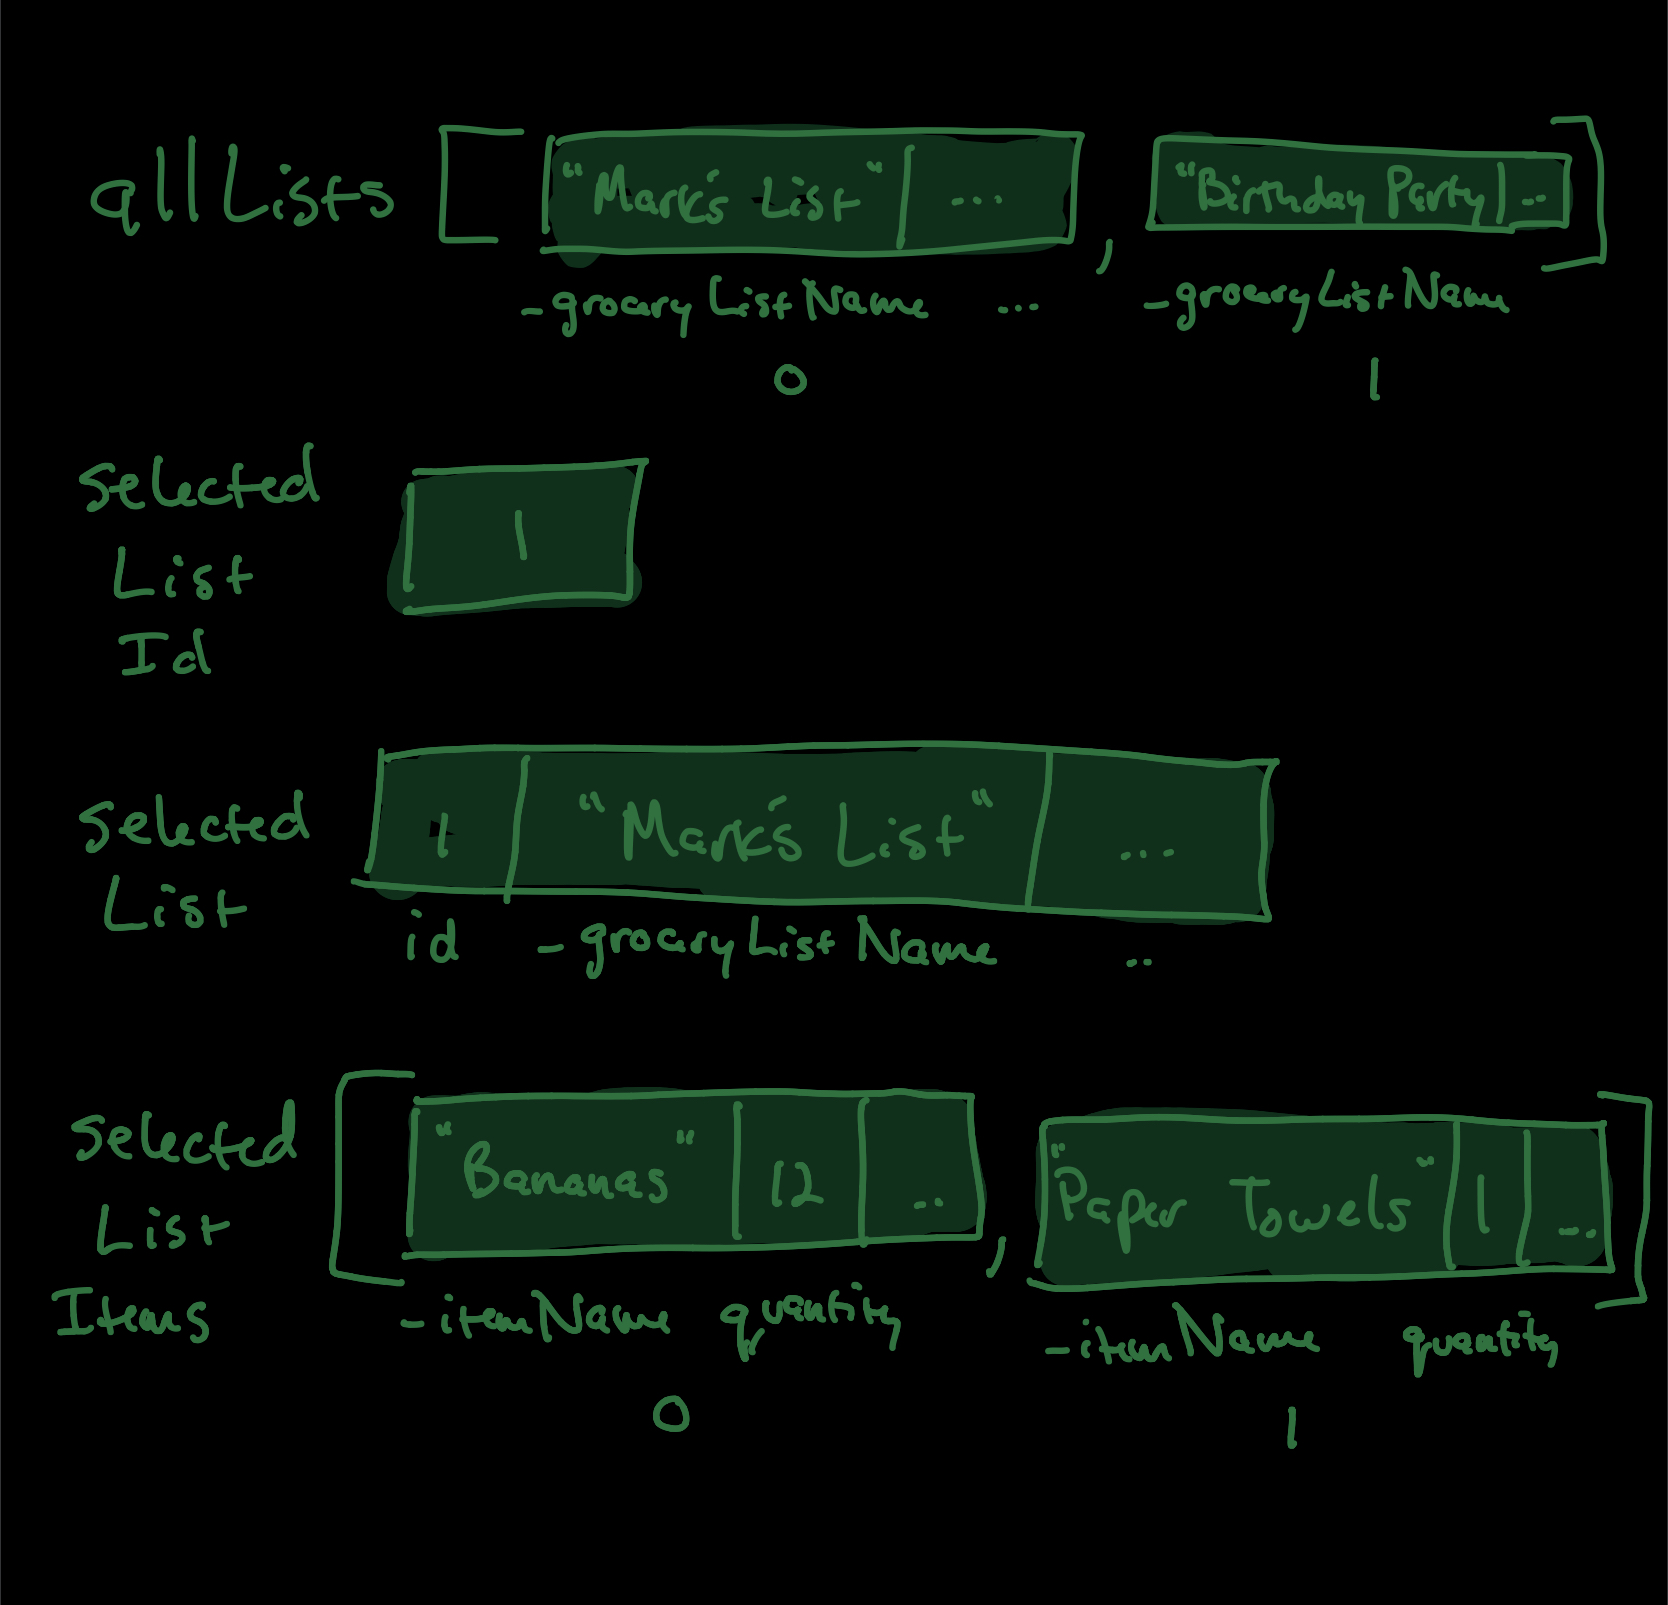 allLists [ "Mark's List" | ... , "Birthday Party | ... ]
- groceryListName ... - groceryListName
0 1
Selected
List
Id
1
Selected
List
1 "Mark's List" ...
id - groceryListName ..
Selected
List
Items
[ "Bananas" | 12 | .. , "Paper Towels" | 1 | ... ]
- itemName quantity - itemName quantity
0 1